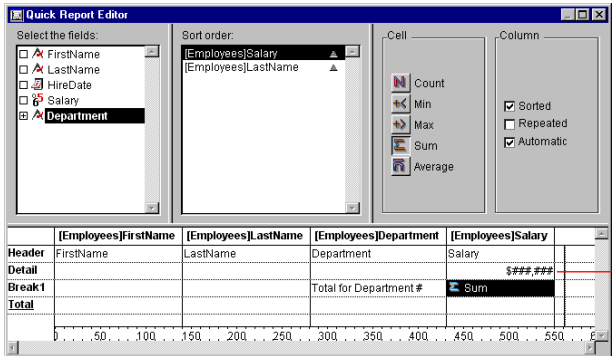 Quick Report Editor
Select the fields:
FirstName
LastName
HireDate
Salary
Department
Sort order:
[Employees]Salary
[Employees]LastName
Cell
Count
Min
Max
Sum
Average
Column
Sorted
Repeated
Automatic
[Employees]FirstName [Employees]LastName [Employees]Department [Employees]Salary
Header FirstName LastName Department Salary
Detail $###,###
Break1 Total for Department # Sum
Total
0 50 100 150 200 250 300 350 400 450 500 550